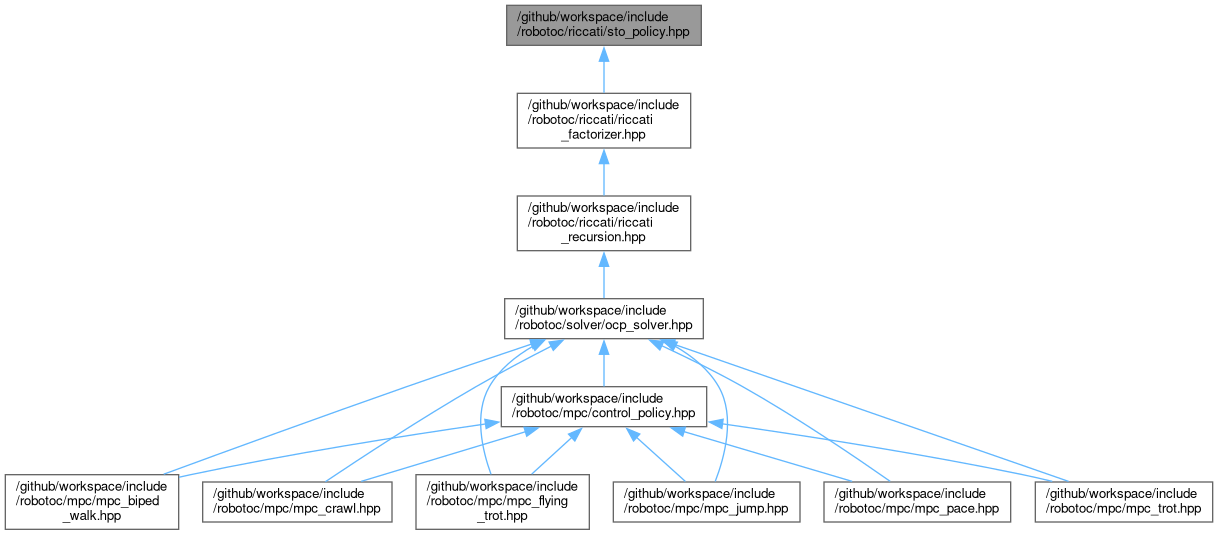 /github/workspace/include
/robotoc/riccati/sto_policy.hpp
/github/workspace/include
/robotoc/riccati/riccati
_factorizer.hpp
/github/workspace/include
/robotoc/riccati/riccati
_recursion.hpp
/github/workspace/include
/robotoc/solver/ocp_solver.hpp
/github/workspace/include
/robotoc/mpc/control_policy.hpp
/github/workspace/include
/robotoc/mpc/mpc_biped
_walk.hpp
/github/workspace/include
/robotoc/mpc/mpc_crawl.hpp
/github/workspace/include
/robotoc/mpc/mpc_flying
_trot.hpp
/github/workspace/include
/robotoc/mpc/mpc_jump.hpp
/github/workspace/include
/robotoc/mpc/mpc_pace.hpp
/github/workspace/include
/robotoc/mpc/mpc_trot.hpp